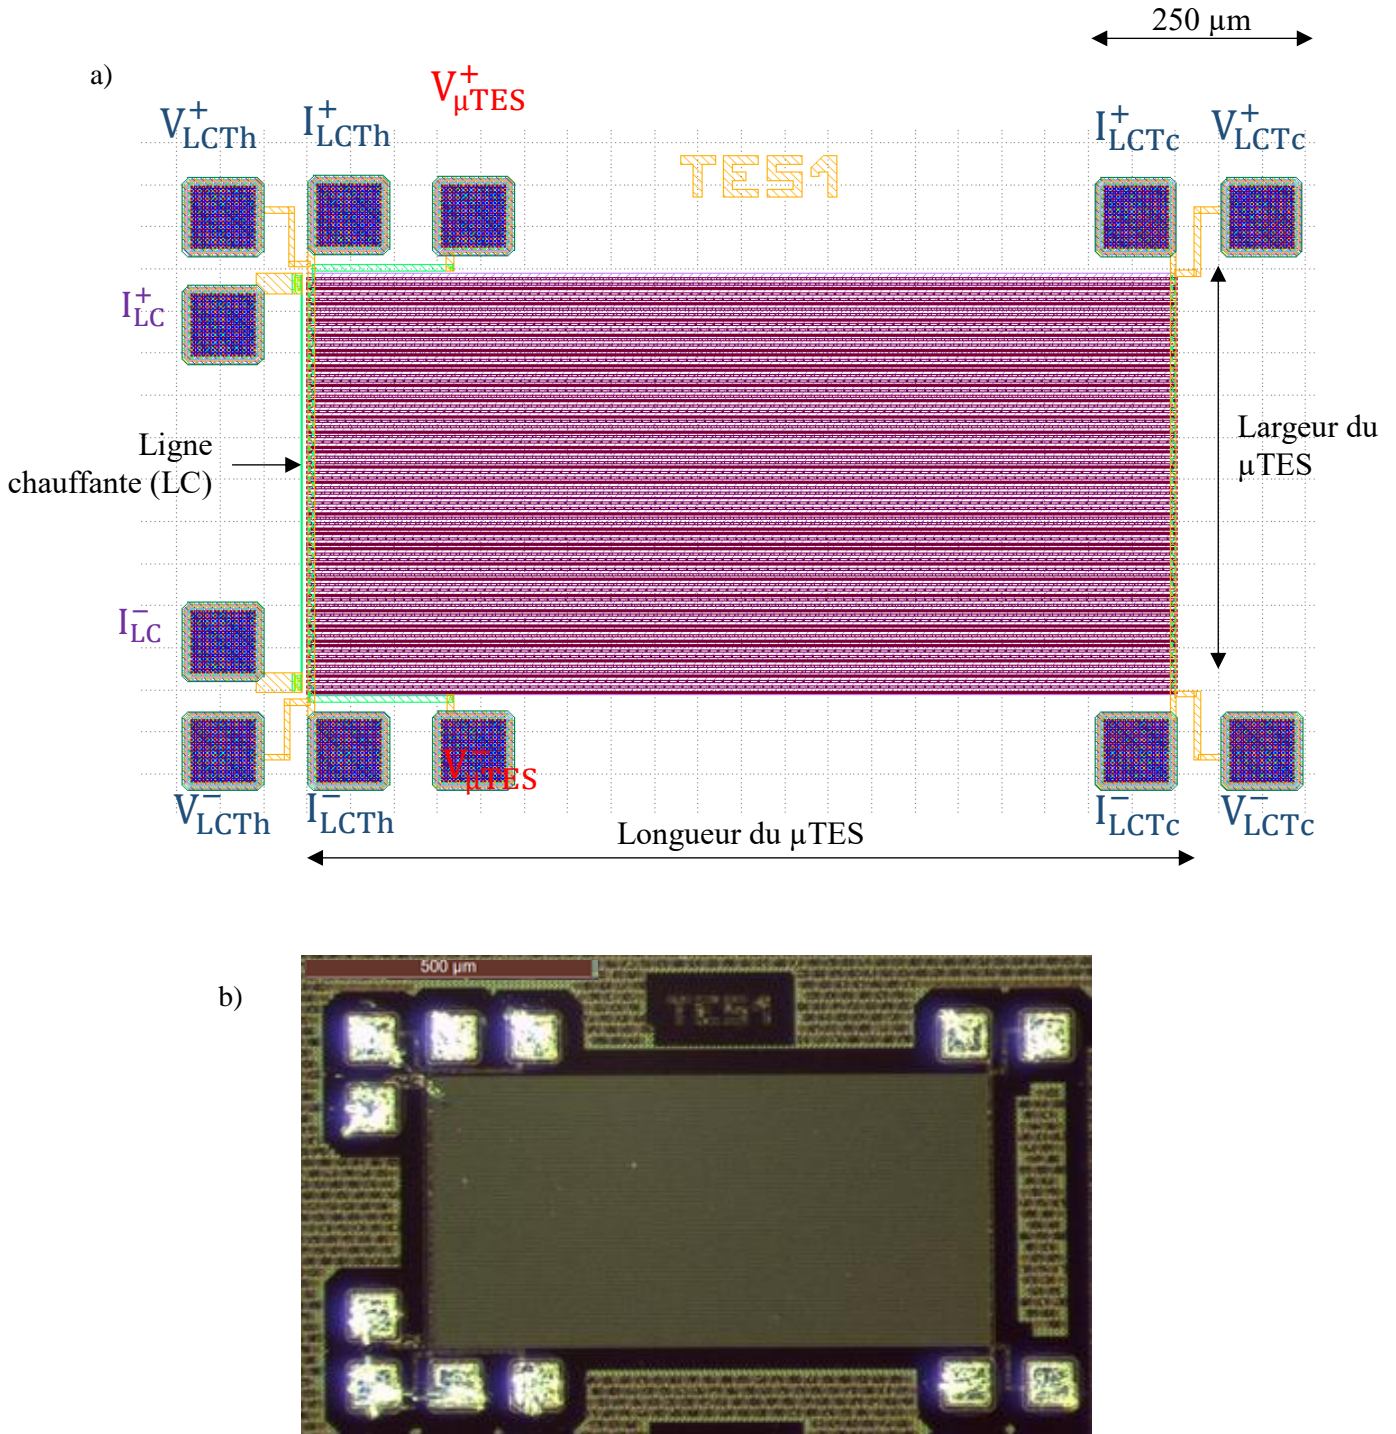 250 µm
a)
V⁺µTES
V⁺LCTh
I⁺LCTh
I⁺LCTc
V⁺LCTc
TES1
I⁺LC
Ligne
chauffante (LC)
Largeur du
µTES
I⁻LC
V⁻µTES
V⁻LCTh
I⁻LCTh
I⁻LCTc
V⁻LCTc
Longueur du µTES
b)
500 µm
TES1